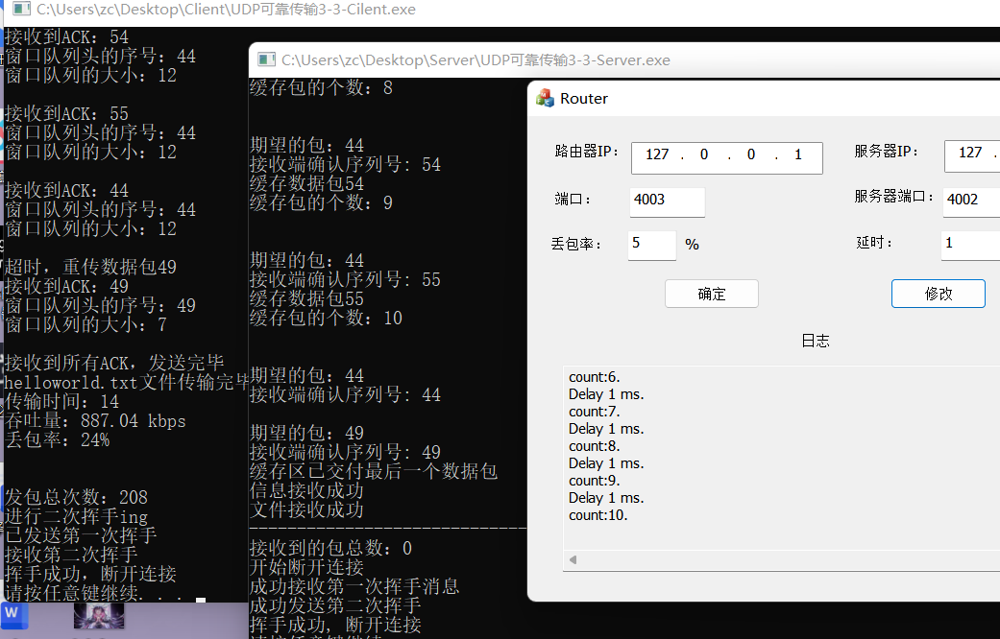 C:\Users\zc\Desktop\Client\UDP可靠传输3-3-Cilent.exe
接收到ACK：54
窗口队列头的序号：44
窗口队列的大小：12
接收到ACK：55
窗口队列头的序号：44
窗口队列的大小：12
接收到ACK：44
窗口队列头的序号：44
窗口队列的大小：12
超时，重传数据包49
接收到ACK：49
窗口队列头的序号：49
窗口队列的大小：7
接收到所有ACK，发送完毕
helloworld.txt文件传输完毕
传输时间：14
吞吐量：887.04 kbps
丢包率：24%
发包总次数：208
进行二次挥手ing
已发送第一次挥手
接收第二次挥手
挥手成功，断开连接
请按任意键继续. . .
W
C:\Users\zc\Desktop\Server\UDP可靠传输3-3-Server.exe
缓存包的个数：8
期望的包：44
接收端确认序列号：54
缓存数据包54
缓存包的个数：9
期望的包：44
接收端确认序列号：55
缓存数据包55
缓存包的个数：10
期望的包：44
接收端确认序列号：44
期望的包：49
接收端确认序列号：49
缓存区已交付最后一个数据包
信息接收成功
文件接收成功
-----------------------------
接收到的包总数：0
开始断开连接
成功接收第一次挥手消息
成功发送第二次挥手
挥手成功，断开连接
Router
路由器IP： 127 . 0 . 0 . 1 服务器IP： 127 .
端口： 4003 服务器端口： 4002
丢包率： 5 % 延时： 1
确定 修改
日志
count:6.
Delay 1 ms.
count:7.
Delay 1 ms.
count:8.
Delay 1 ms.
count:9.
Delay 1 ms.
count:10.